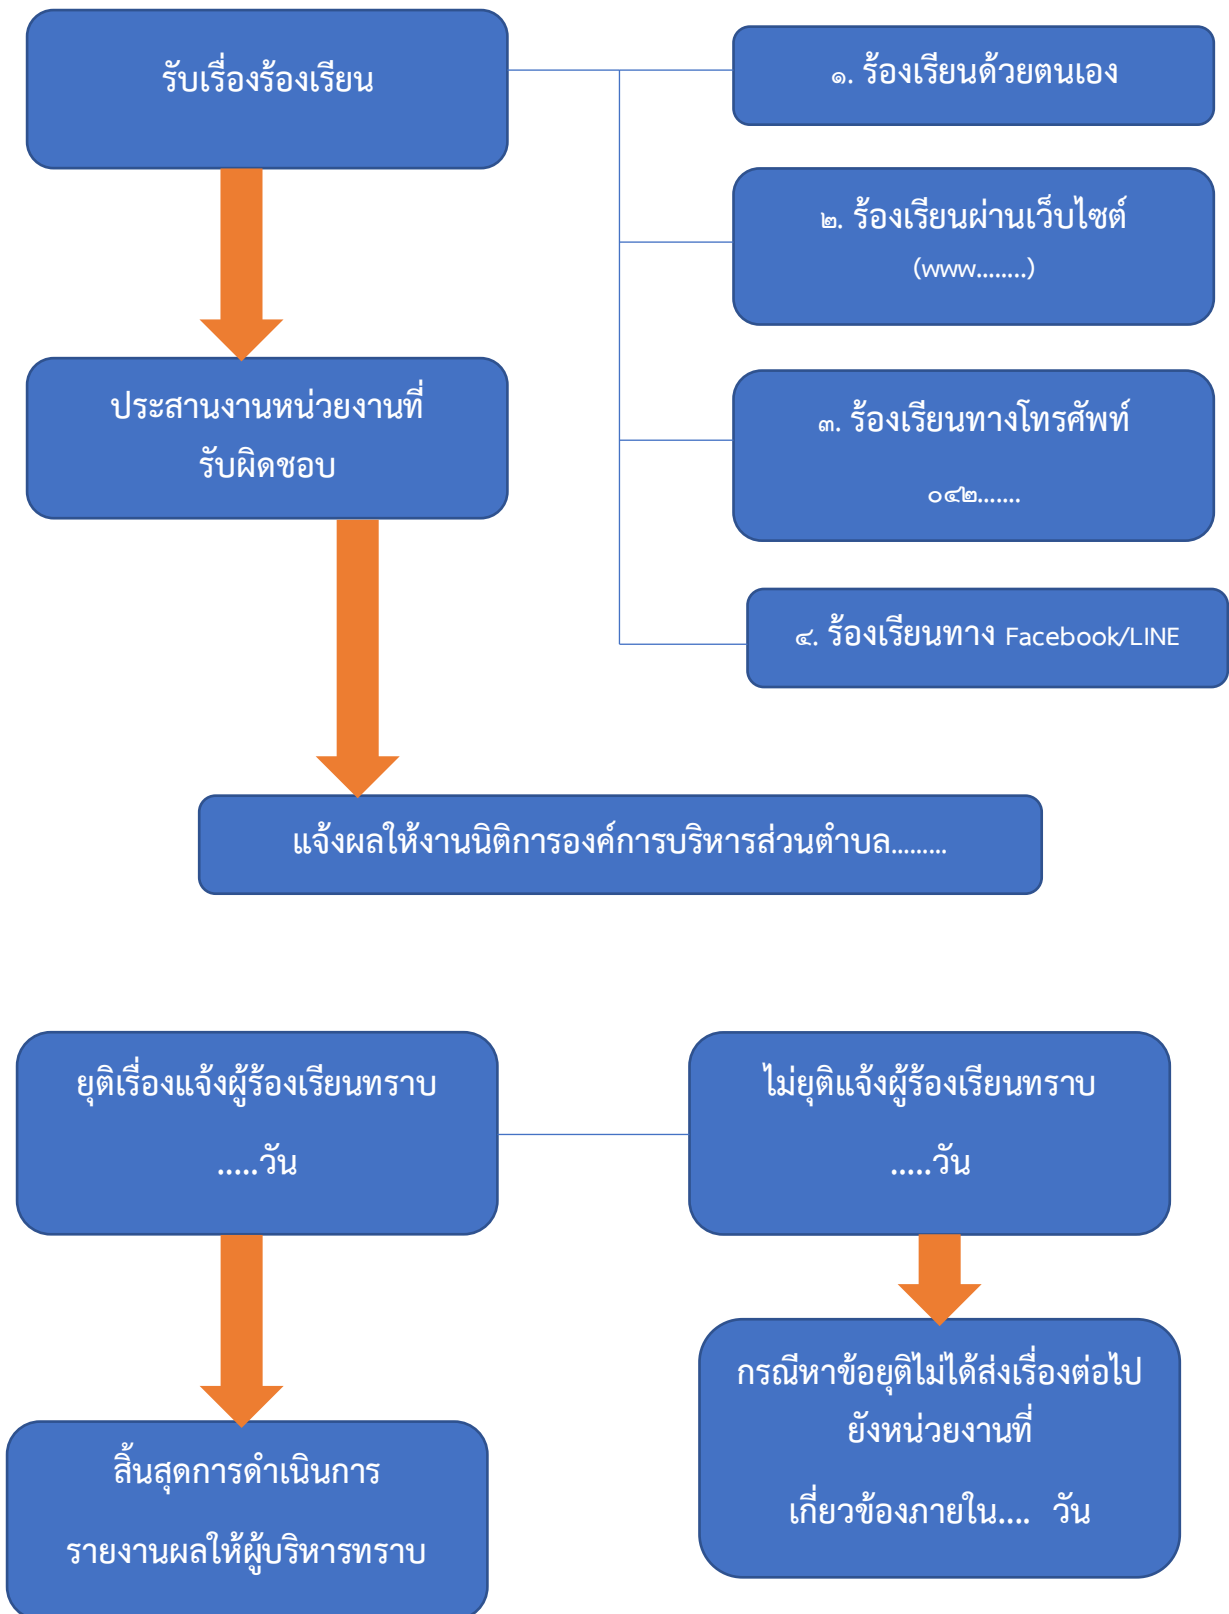 รับเรื่องร้องเรียน
๑. ร้องเรียนด้วยตนเอง
๒. ร้องเรียนผ่านเว็บไซต์
(www........)
๓. ร้องเรียนทางโทรศัพท์
๐๔๒.......
๔. ร้องเรียนทาง Facebook/LINE
ประสานงานหน่วยงานที่
รับผิดชอบ
แจ้งผลให้งานนิติการองค์การบริหารส่วนตำบล.........
ยุติเรื่องแจ้งผู้ร้องเรียนทราบ
.....วัน
ไม่ยุติแจ้งผู้ร้องเรียนทราบ
.....วัน
สิ้นสุดการดำเนินการ
รายงานผลให้ผู้บริหารทราบ
กรณีหาข้อยุติไม่ได้ส่งเรื่องต่อไป
ยังหน่วยงานที่
เกี่ยวข้องภายใน.... วัน